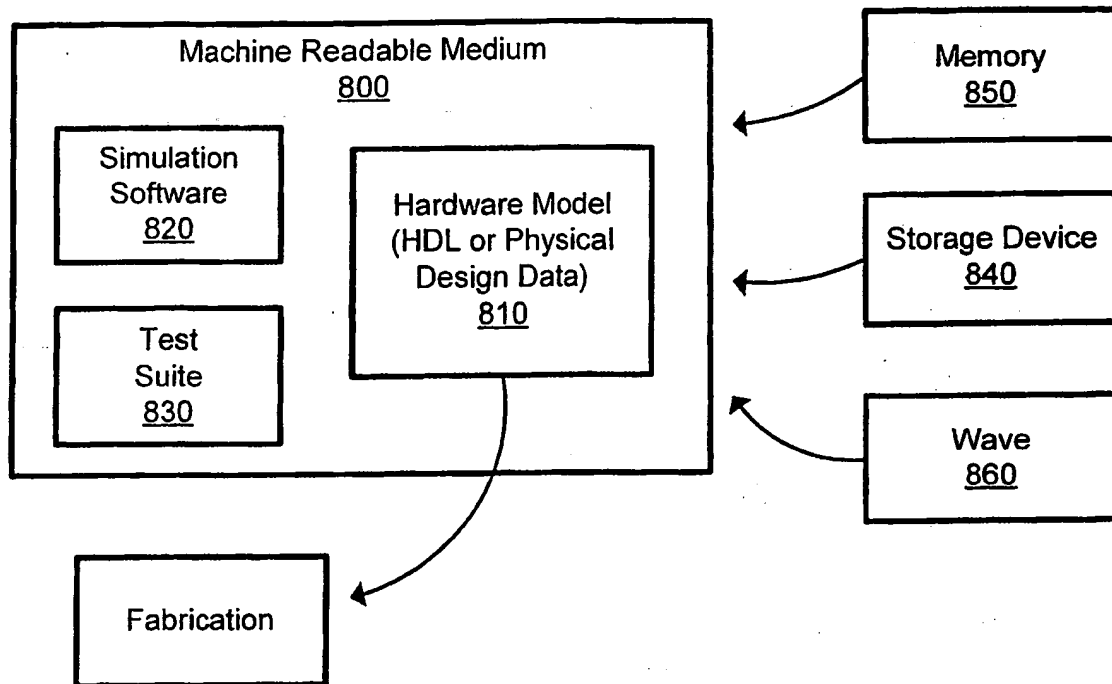 Machine Readable Medium
800
Simulation
Software
820
Test
Suite
830
Hardware Model
(HDL or Physical
Design Data)
810
Memory
850
Storage Device
840
Wave
860
Fabrication